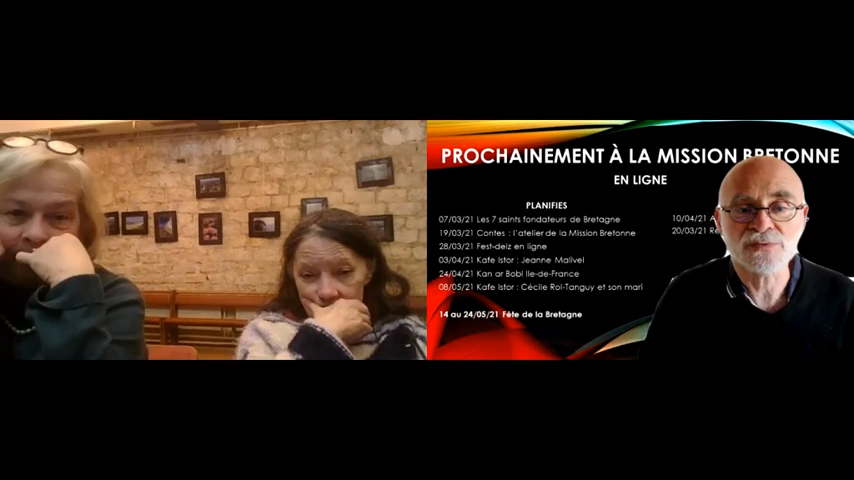 PROCHAINEMENT À LA MISSION BRETONNE
EN LIGNE
PLANIFIES
07/03/21 Les 7 saints fondateurs de Bretagne
19/03/21 Contes : l'atelier de la Mission Bretonne
28/03/21 Fest-deiz en ligne
03/04/21 Kafe Istor : Jeanne Malivel
24/04/21 Kan ar Bobl Ile-de-France
08/05/21 Kafe Istor : Cécile Rol-Tanguy et son mari
14 au 24/05/21 Fête de la Bretagne
10/04/21
20/03/21